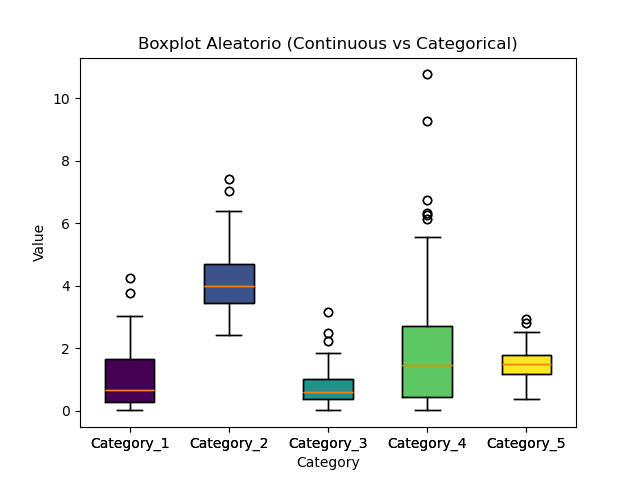 Boxplot Aleatorio (Continuous vs Categorical)
10
8
6
4
2
0
Value
Category_1 Category_2 Category_3 Category_4 Category_5
Category